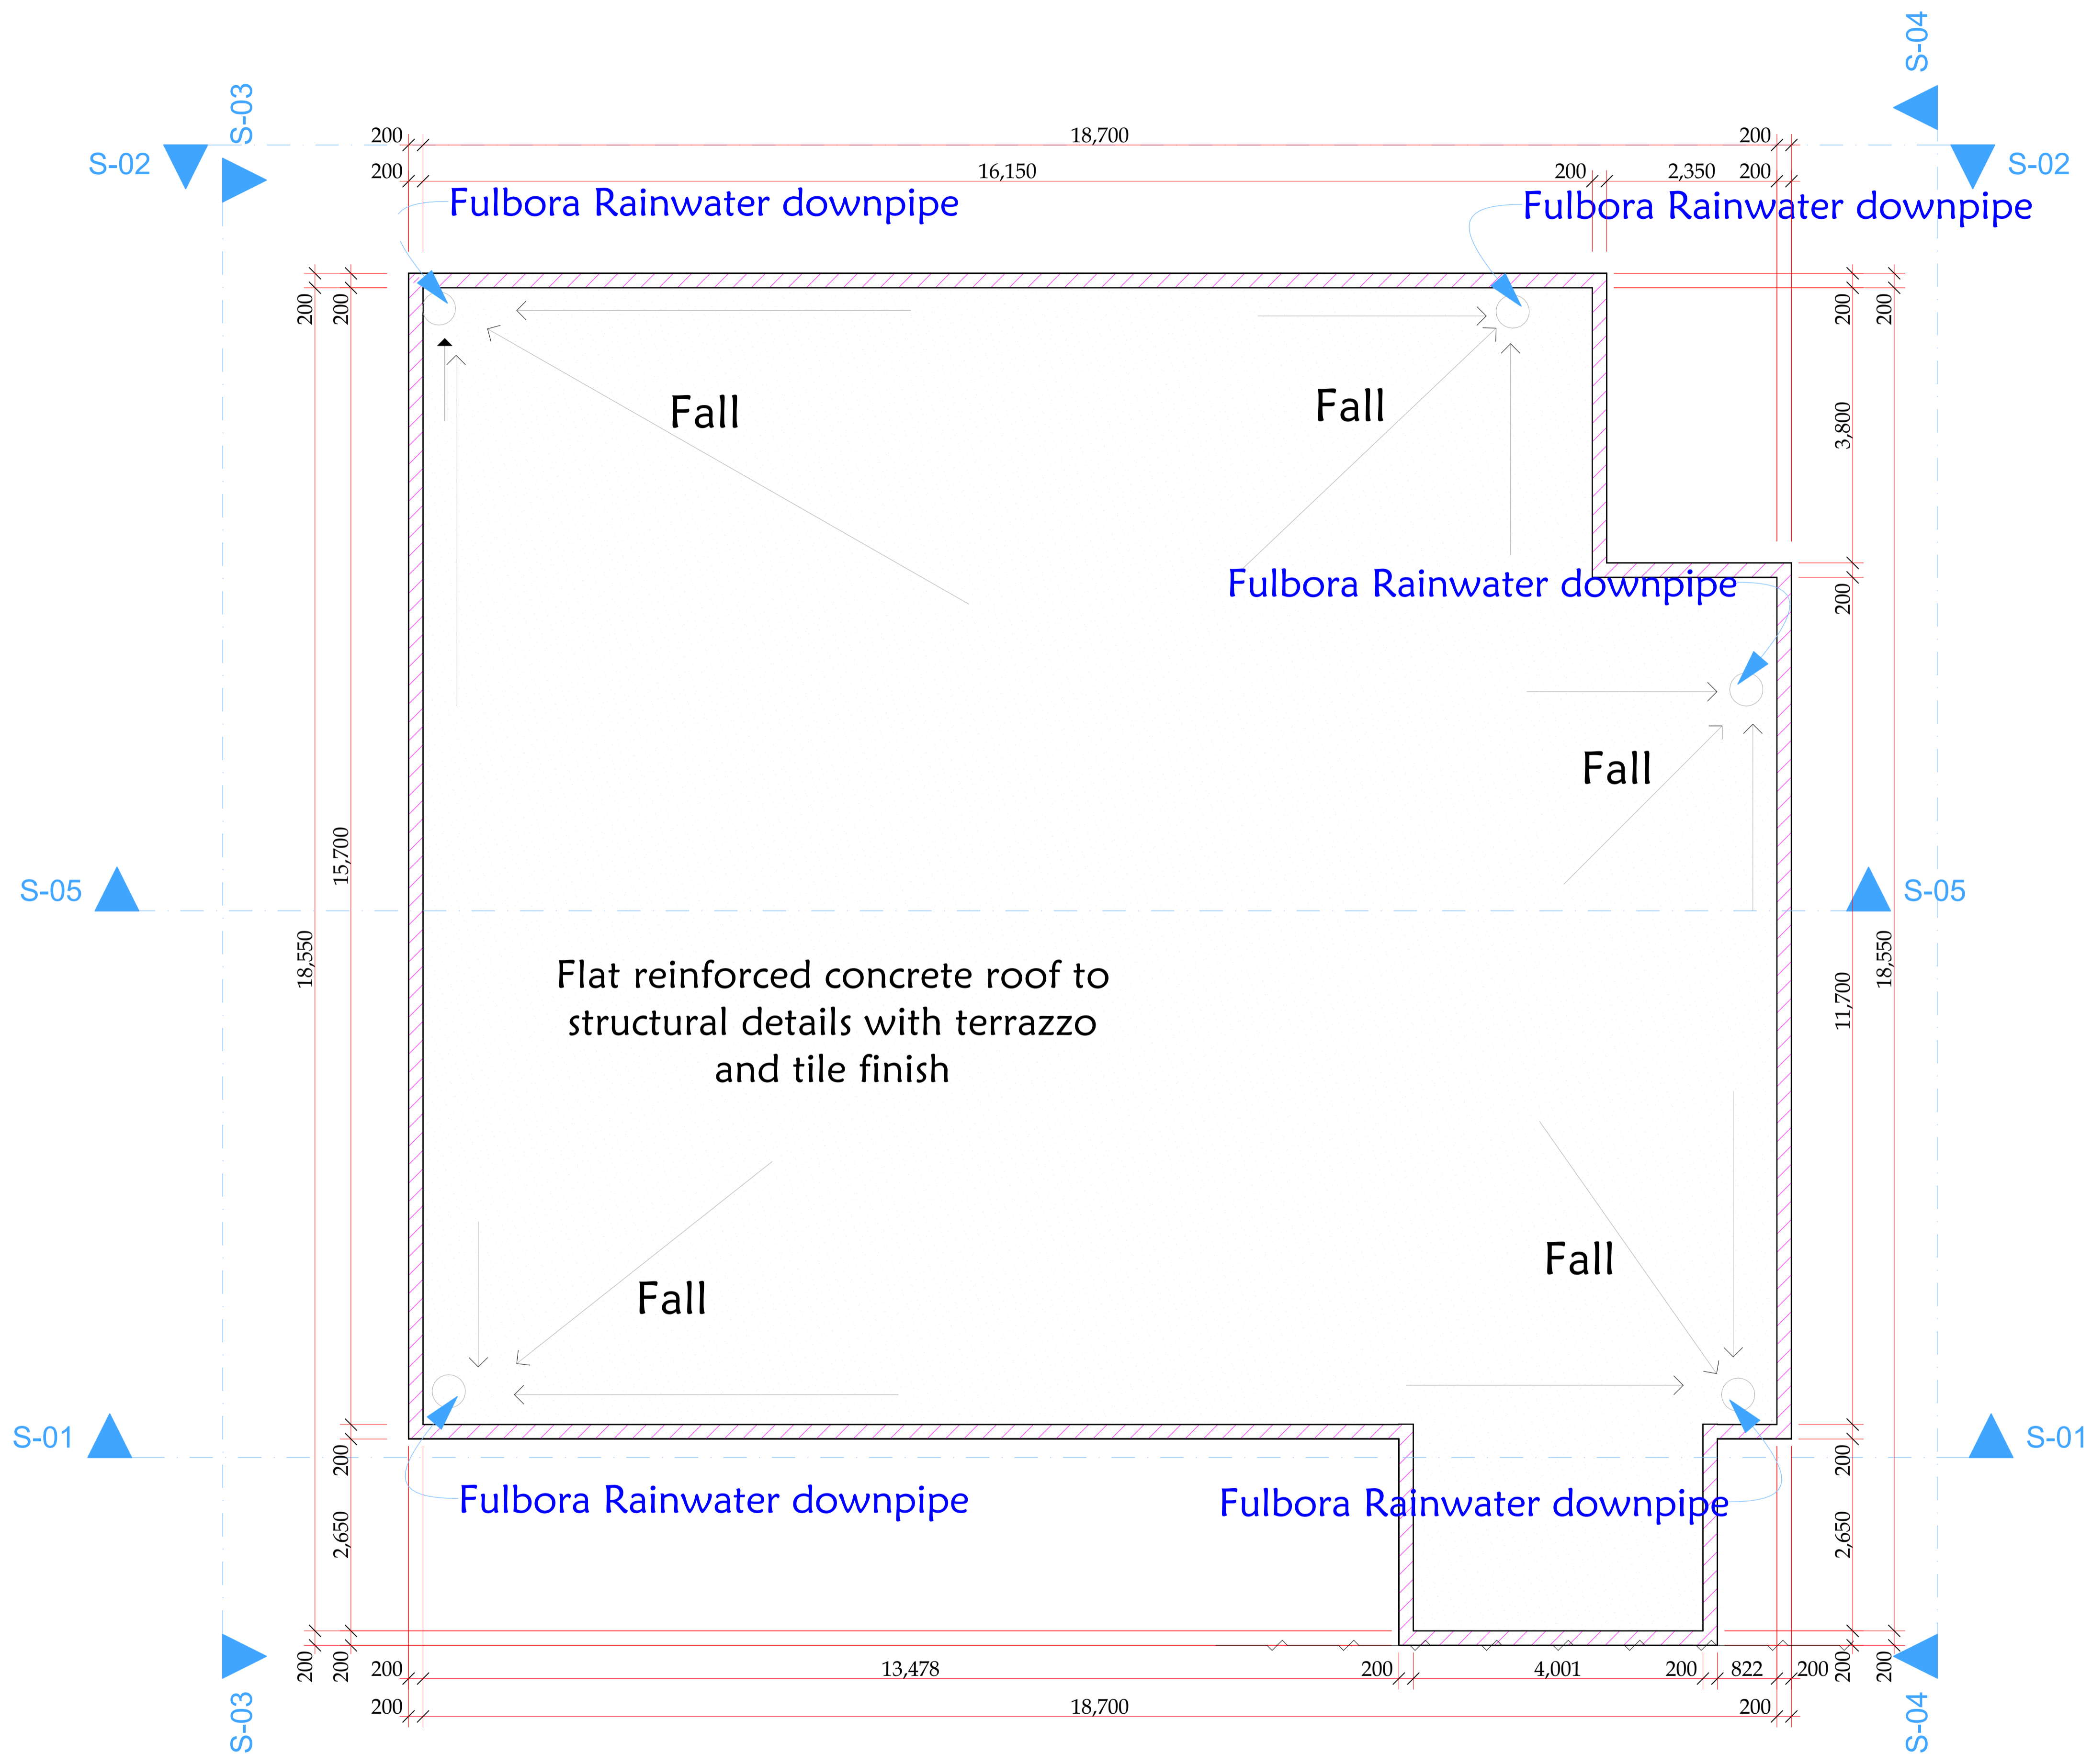 S-04
S-03
200 18,700 200
S-02 S-02
200 16,150 200 2,350 200
Fulbora Rainwater downpipe Fulbora Rainwater downpipe
200 200 200 200
Fall Fall
3,800
Fulbora Rainwater downpipe
200
Fall
15,700
S-05 S-05
18,550 18,550
Flat reinforced concrete roof to
structural details with terrazzo
and tile finish
11,700
Fall
Fall
S-01 S-01
200 200
Fulbora Rainwater downpipe Fulbora Rainwater downpipe
2,650 2,650
200 200 200 13,478 200 4,001 200 822 200 200 200
200 18,700 200
S-03 S-04